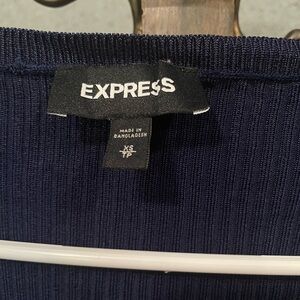 EXPRESS
MADE IN
BANGLADESH
XS
TP